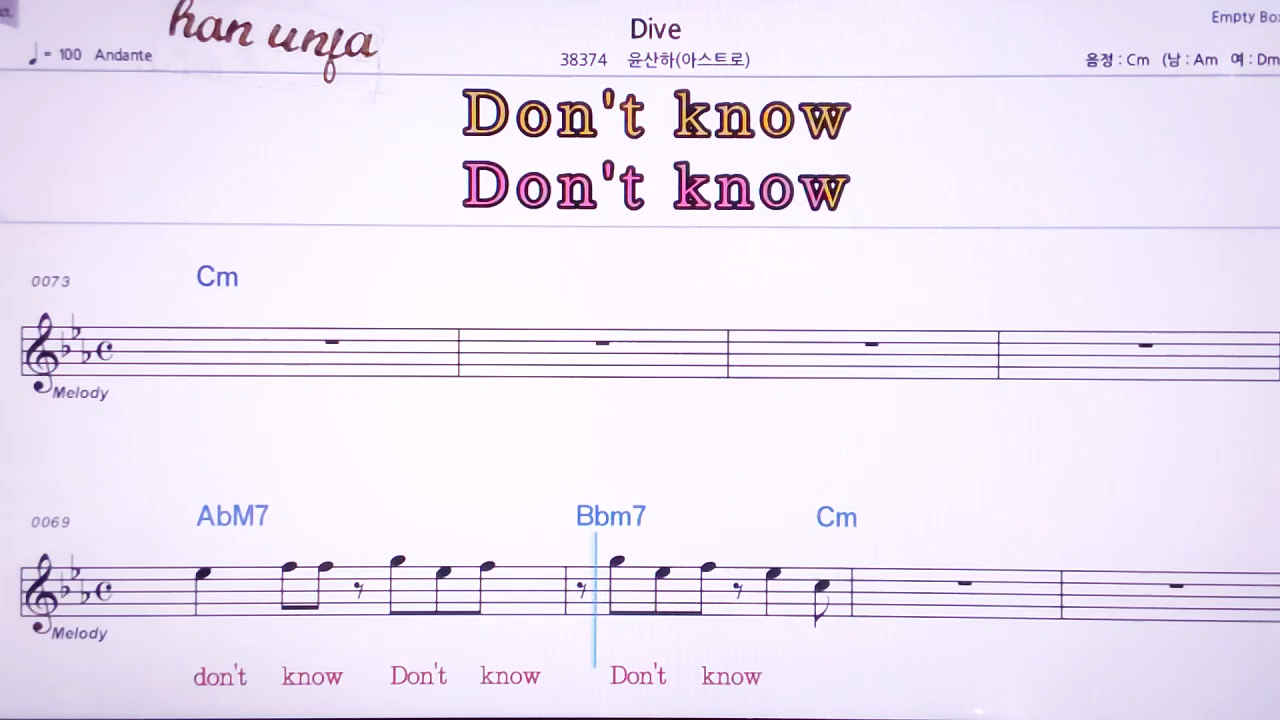 han unja
Dive
Empty
♩= 100 Andante
38374 윤산하(아스트로)
음정 : Cm (남 : Am 여 : Dm
Don't know
Don't know
0073
Cm
Melody
0069
AbM7 Bbm7 Cm
Melody
don't know Don't know Don't know